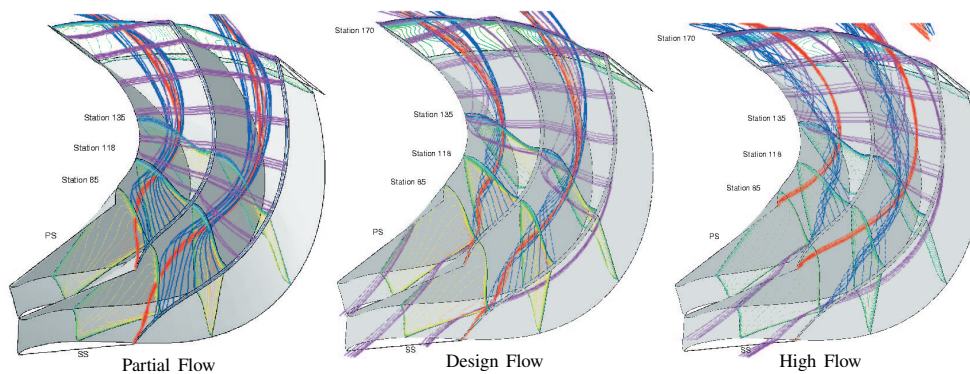 Station 135
Station 118
Station 85
PS
SS
Partial Flow
Station 170
Station 135
Station 118
Station 85
PS
SS
Design Flow
Station 170
Station 135
Station 118
Station 85
PS
SS
High Flow